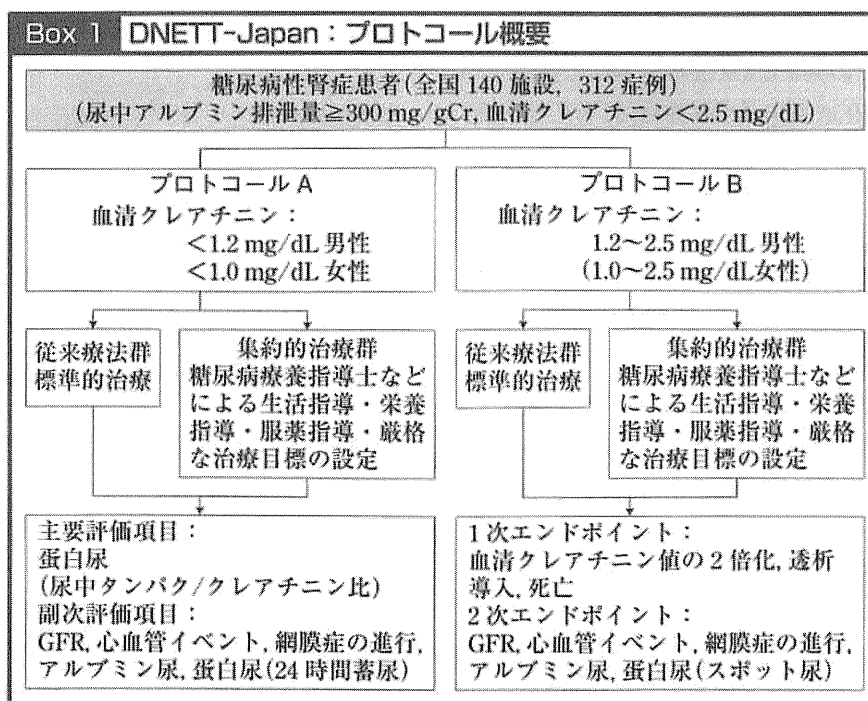 Box 1 DNETT-Japan：プロトコール概要
糖尿病性腎症患者(全国 140 施設，312 症例)
(尿中アルブミン排泄量≧300 mg/gCr, 血清クレアチニン＜2.5 mg/dL)
プロトコール A
血清クレアチニン：
＜1.2 mg/dL 男性
＜1.0 mg/dL 女性
従来療法群
標準的治療
集約的治療群
糖尿病療養指導士など
による生活指導・栄養
指導・服薬指導・厳格
な治療目標の設定
主要評価項目：
蛋白尿
(尿中タンパク/クレアチニン比)
副次評価項目：
GFR, 心血管イベント, 網膜症の進行,
アルブミン尿, 蛋白尿(24 時間蓄尿)
プロトコール B
血清クレアチニン：
1.2～2.5 mg/dL 男性
(1.0～2.5 mg/dL女性)
従来療法群
標準的治療
集約的治療群
糖尿病療養指導士など
による生活指導・栄養
指導・服薬指導・厳格
な治療目標の設定
1 次エンドポイント：
血清クレアチニン値の 2 倍化, 透析
導入, 死亡
2 次エンドポイント：
GFR, 心血管イベント, 網膜症の進行,
アルブミン尿, 蛋白尿(スポット尿)